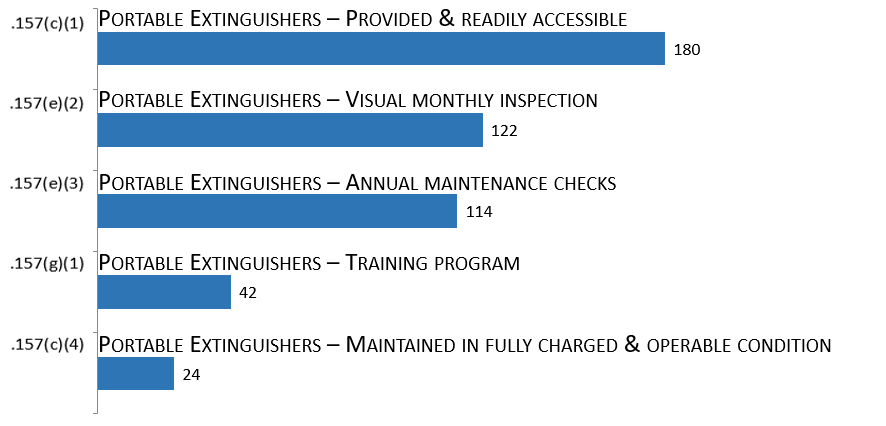 .157(c)(1) Portable Extinguishers – Provided & readily accessible
180
.157(e)(2) Portable Extinguishers – Visual monthly inspection
122
.157(e)(3) Portable Extinguishers – Annual maintenance checks
114
.157(g)(1) Portable Extinguishers – Training program
42
.157(c)(4) Portable Extinguishers – Maintained in fully charged & operable condition
24